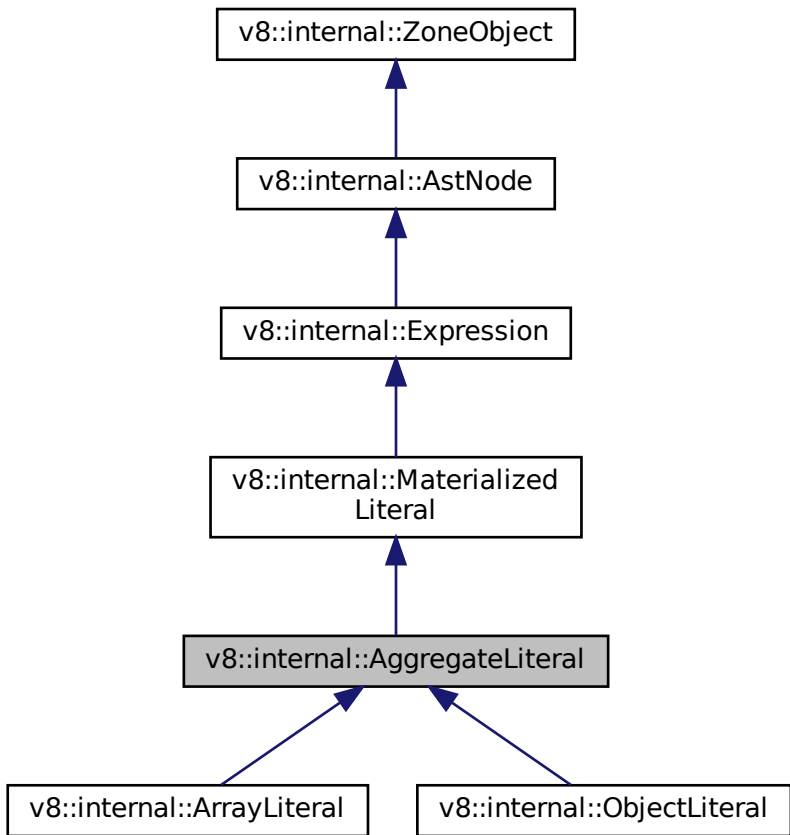 v8::internal::ZoneObject
v8::internal::AstNode
v8::internal::Expression
v8::internal::Materialized
Literal
v8::internal::AggregateLiteral
v8::internal::ArrayLiteral
v8::internal::ObjectLiteral